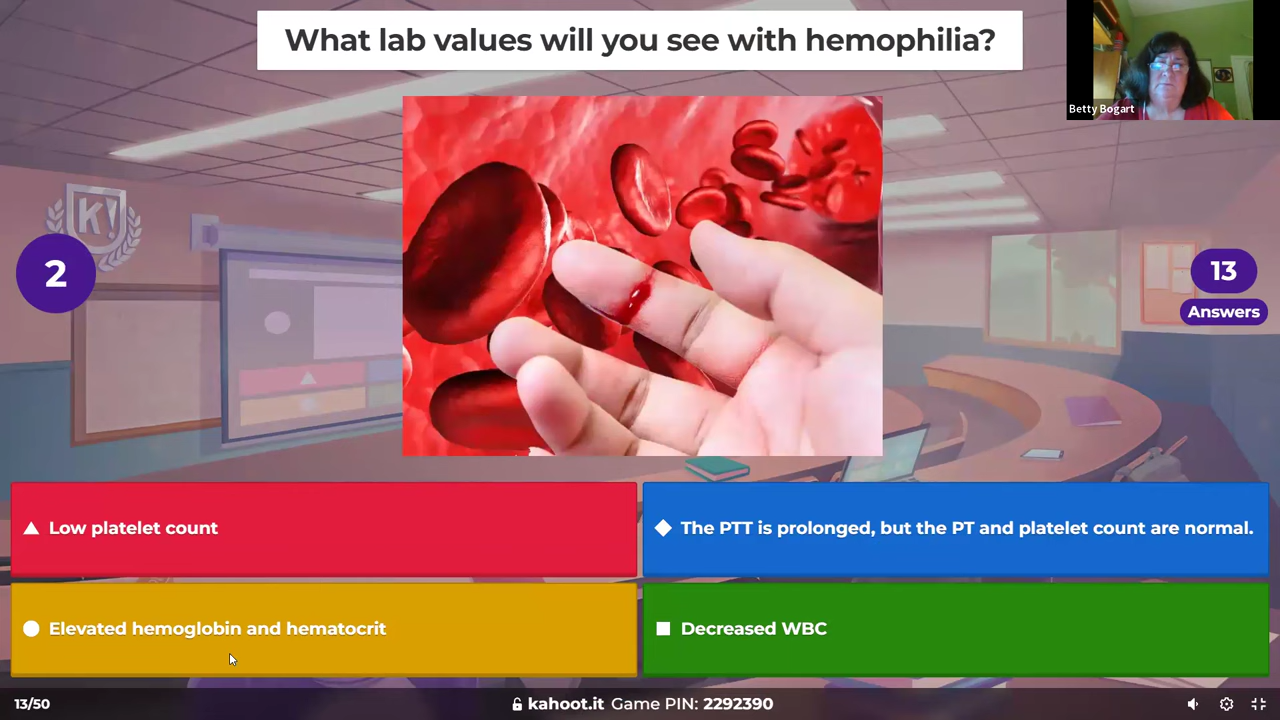 What lab values will you see with hemophilia?
Betty Bogart
K!
2
13
Answers
Low platelet count
The PTT is prolonged, but the PT and platelet count are normal.
Elevated hemoglobin and hematocrit
Decreased WBC
13/50
kahoot.it Game PIN: 2292390